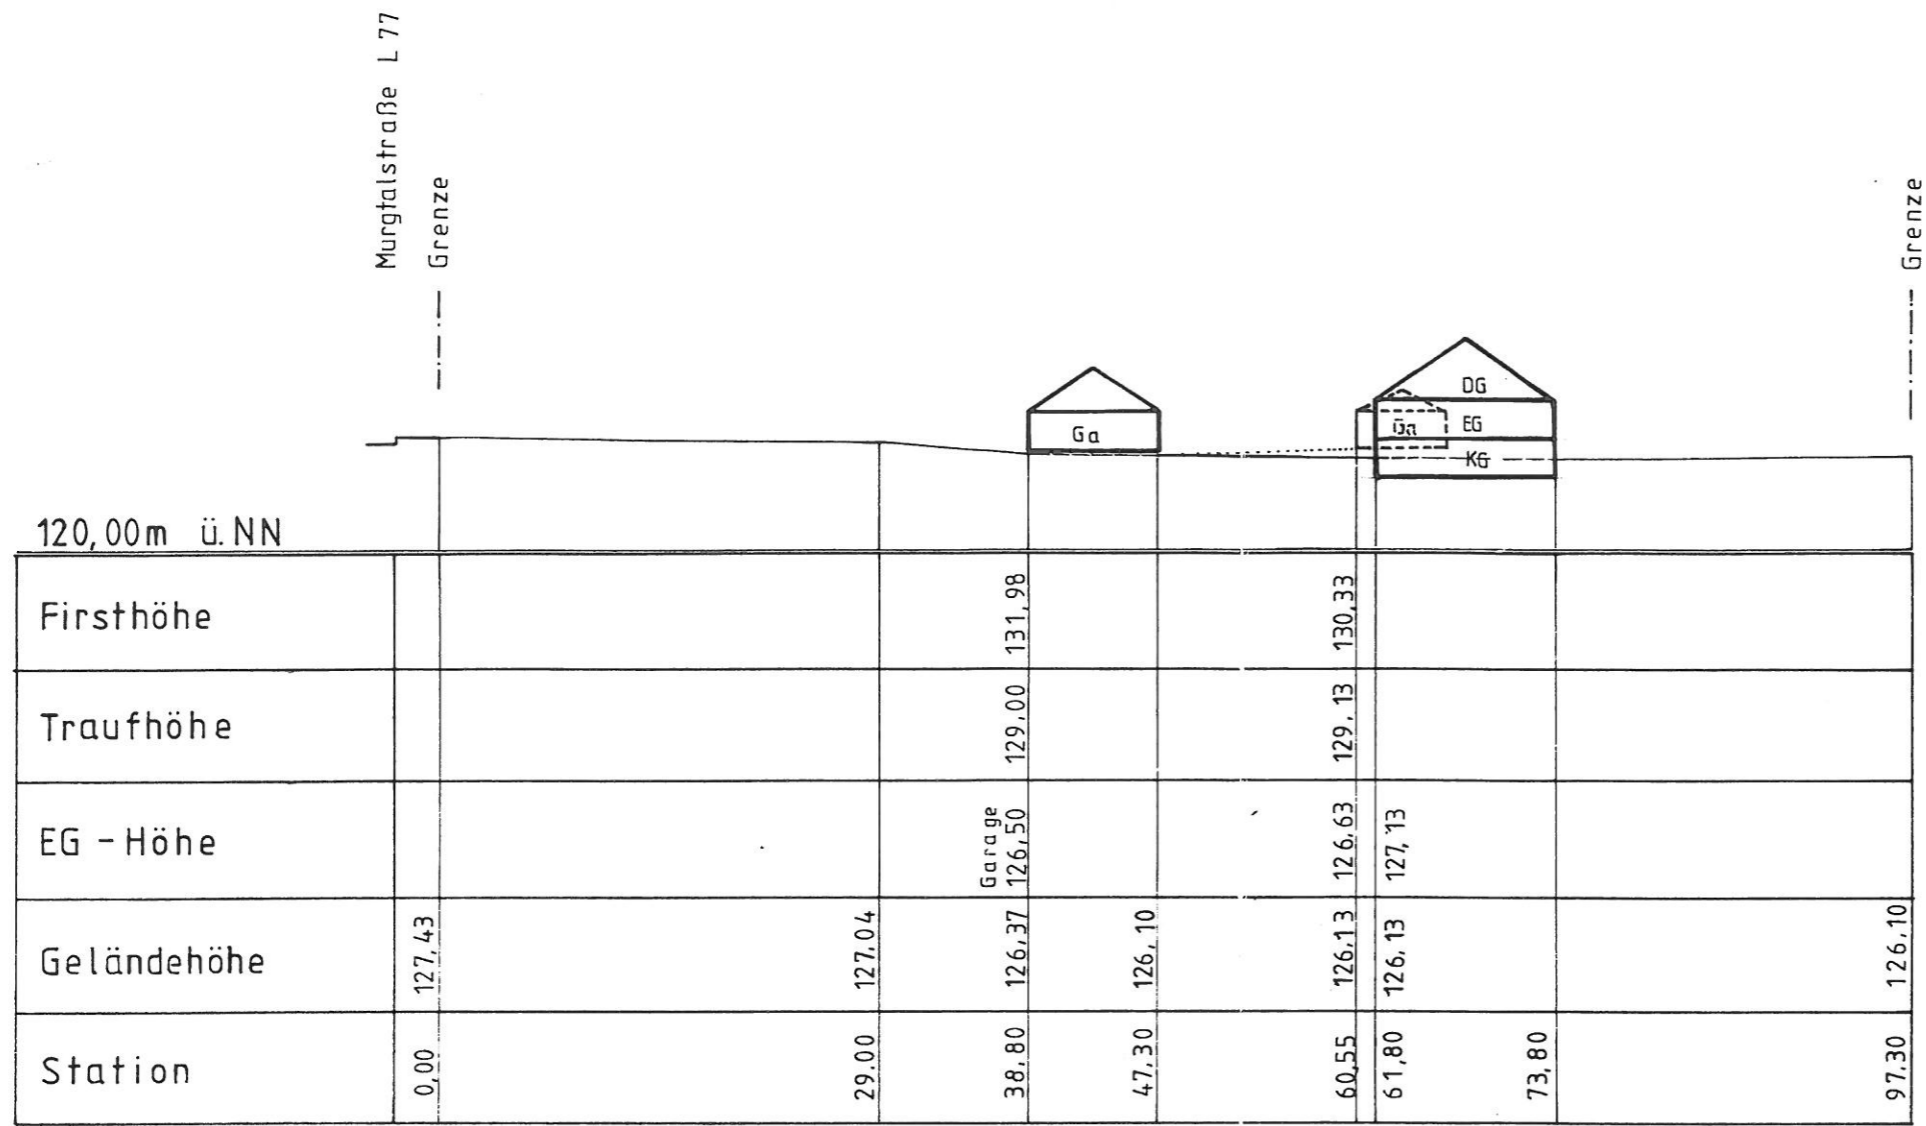 Murgtalstraße L 77
Grenze
Grenze
DG
Ga
Ga
EG
KG
120,00m ü. NN
Firsthöhe
131,98
130,33
Traufhöhe
129,00
129,13
EG - Höhe
Garage
126,50
126,63
127,13
Geländehöhe
127,43
127,04
126,37
126,10
126,13
126,13
126,10
Station
0,00
29,00
38,80
47,30
60,55
61,80
73,80
97,30